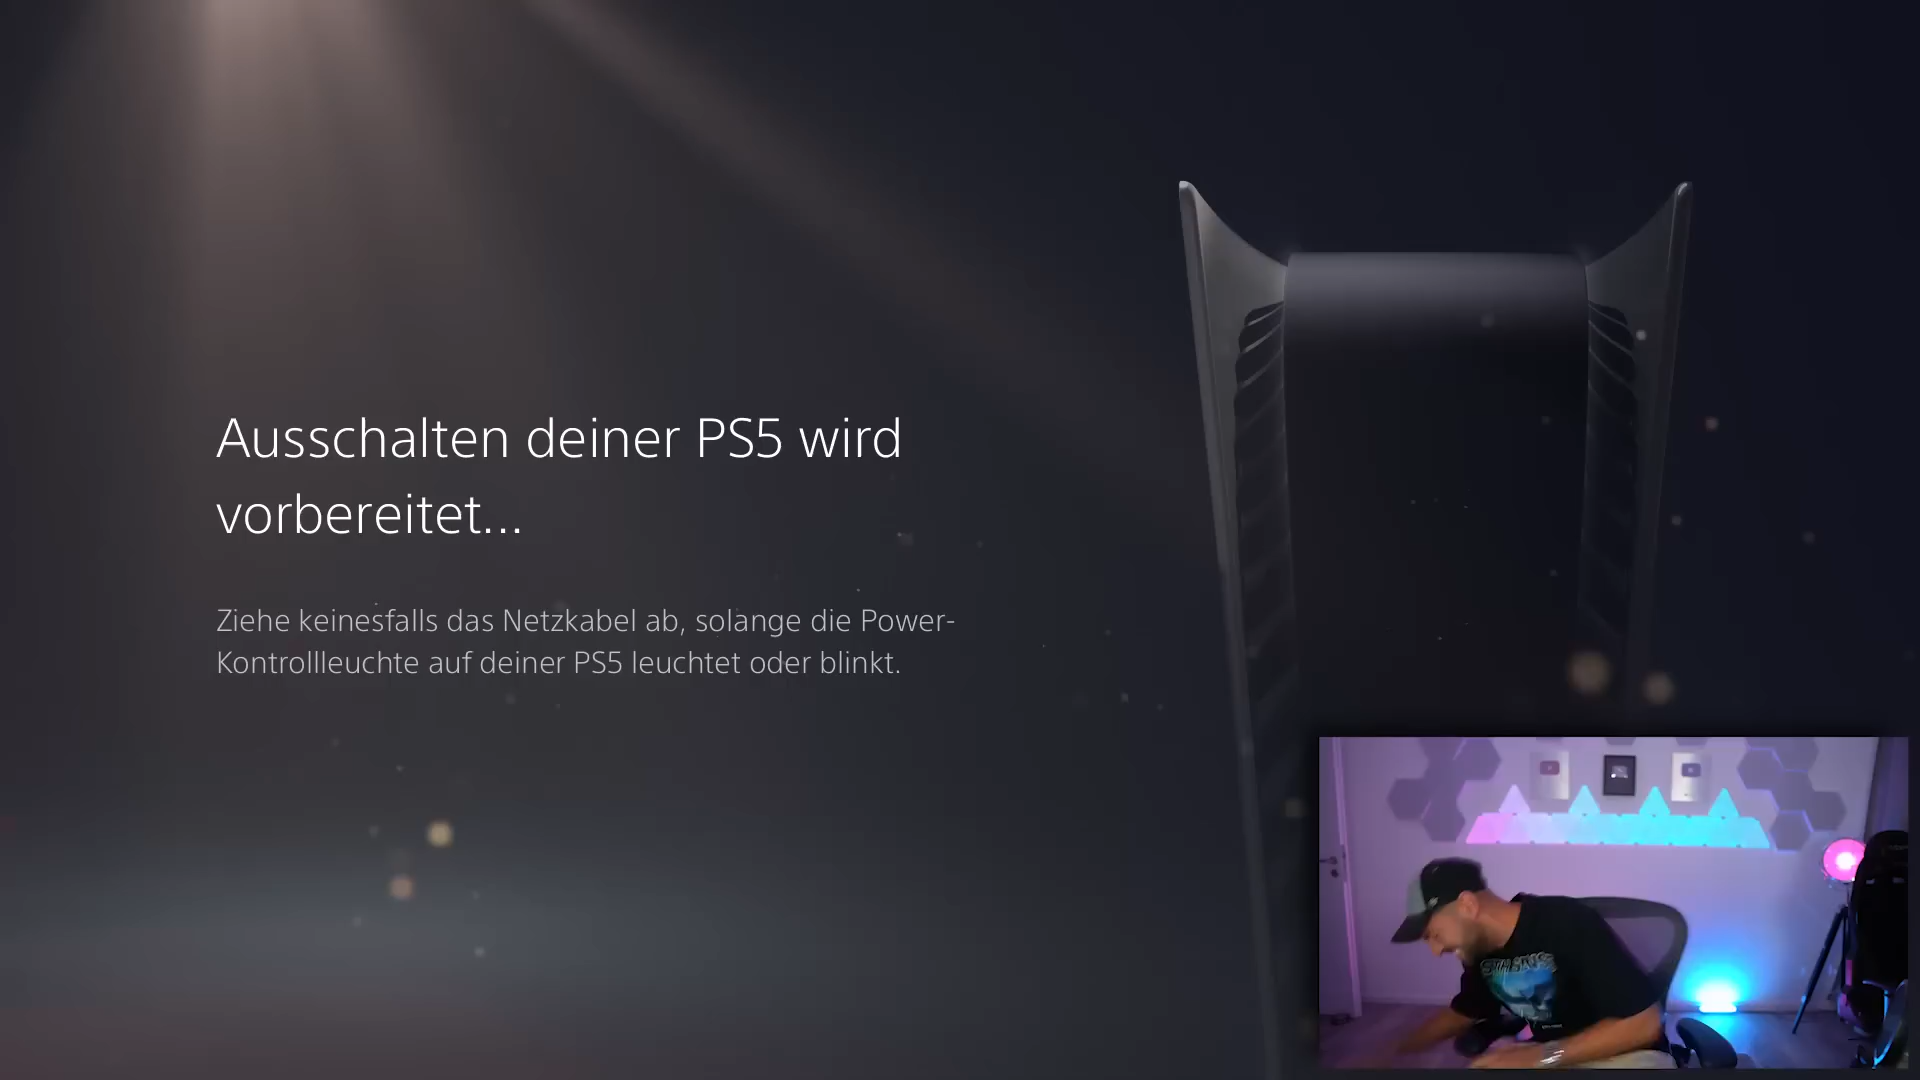 Ausschalten deiner PS5 wird
vorbereitet...
Ziehe keinesfalls das Netzkabel ab, solange die Power-
Kontrollleuchte auf deiner PS5 leuchtet oder blinkt.